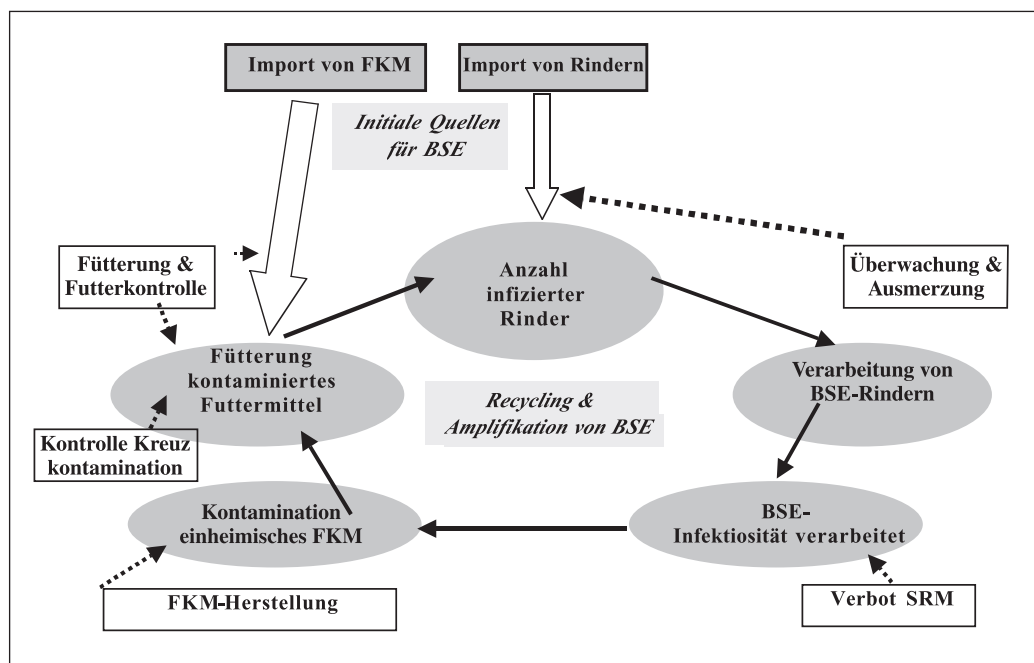 Import von FKM
Import von Rindern
Initiale Quellen
für BSE
Fütterung &
Futterkontrolle
Anzahl
infizierter
Rinder
Überwachung &
Ausmerzung
Fütterung
kontaminiertes
Futtermittel
Verarbeitung von
BSE-Rindern
Recycling &
Amplifikation von BSE
Kontrolle Kreuz
kontamination
Kontamination
einheimisches FKM
BSE-
Infektiosität verarbeitet
FKM-Herstellung
Verbot SRM